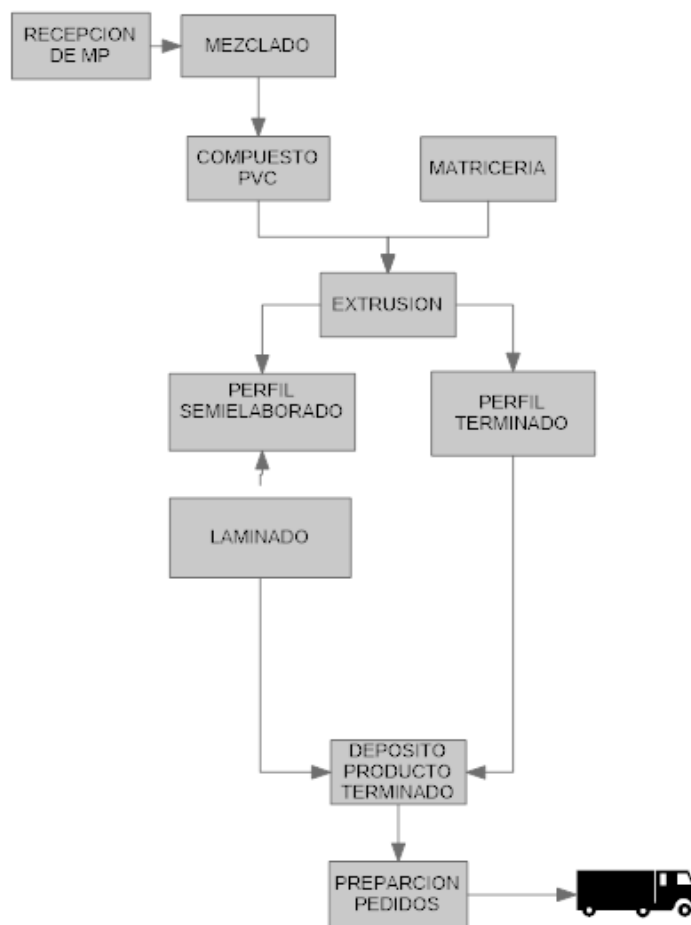 RECEPCION
DE MP
MEZCLADO
COMPUESTO
PVC
MATRICERIA
EXTRUSION
PERFIL
SEMIELABORADO
PERFIL
TERMINADO
LAMINADO
DEPOSITO
PRODUCTO
TERMINADO
PREPARCION
PEDIDOS